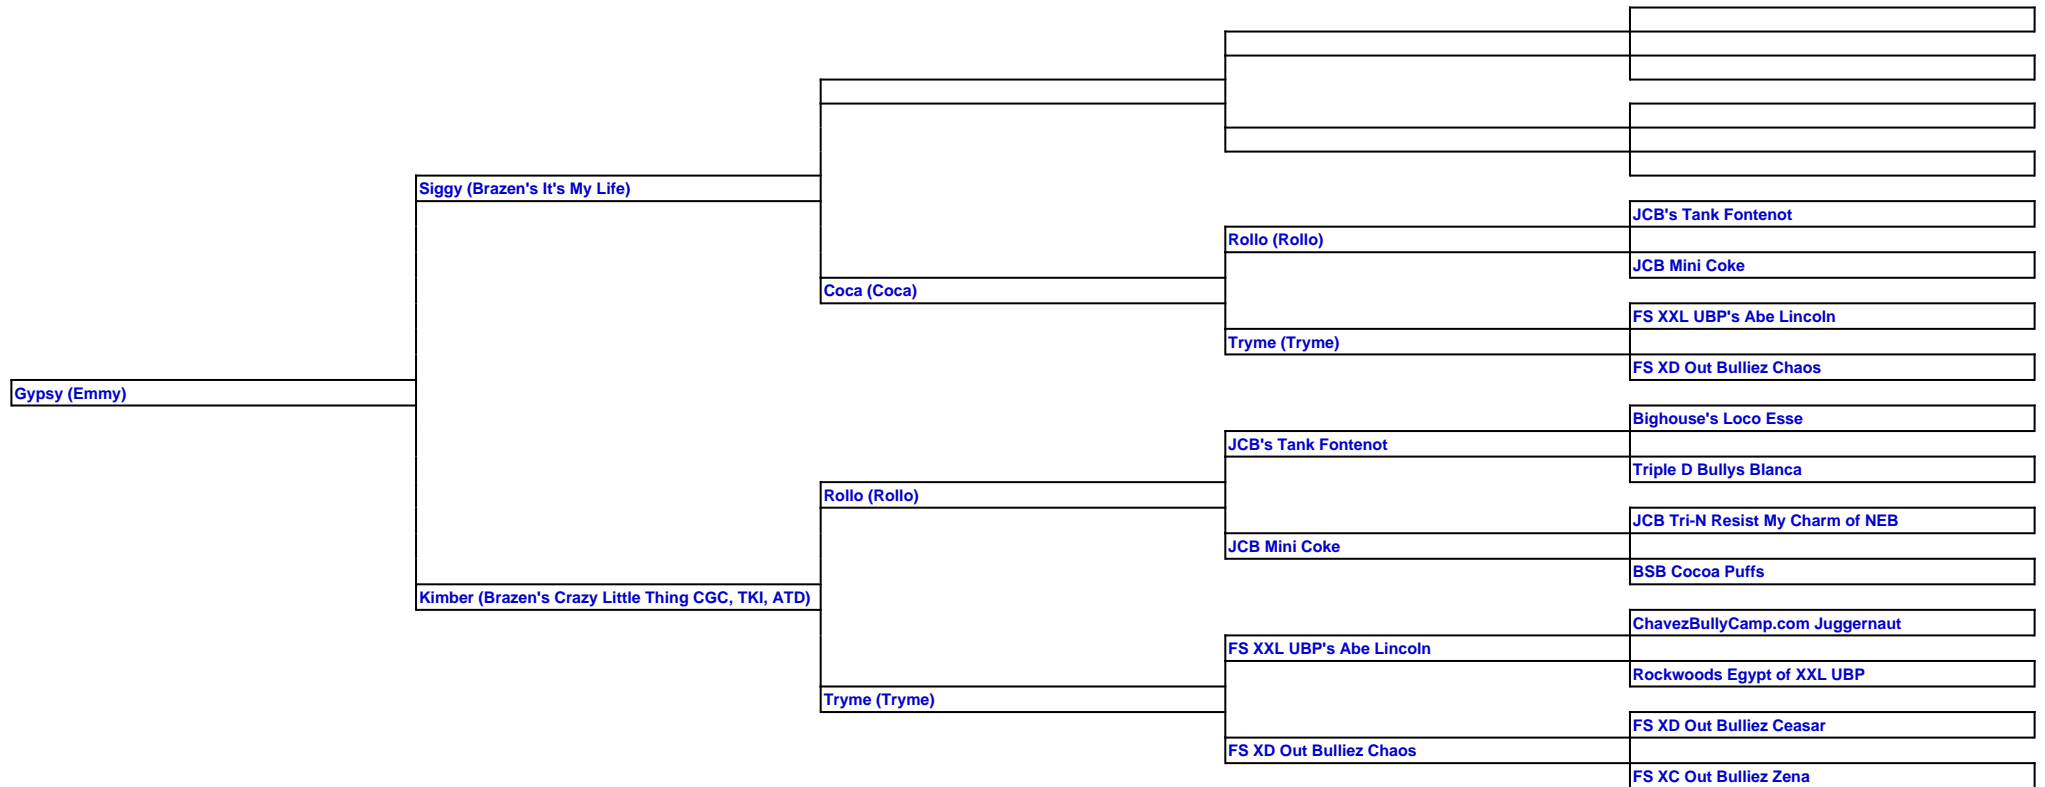 Siggy (Brazen's It's My Life)
JCB's Tank Fontenot
Rollo (Rollo)
JCB Mini Coke
Coca (Coca)
FS XXL UBP's Abe Lincoln
Tryme (Tryme)
FS XD Out Bulliez Chaos
Gypsy (Emmy)
Bighouse's Loco Esse
JCB's Tank Fontenot
Triple D Bullys Blanca
Rollo (Rollo)
JCB Tri-N Resist My Charm of NEB
JCB Mini Coke
BSB Cocoa Puffs
Kimber (Brazen's Crazy Little Thing CGC, TKI, ATD)
ChavezBullyCamp.com Juggernaut
FS XXL UBP's Abe Lincoln
Rockwoods Egypt of XXL UBP
Tryme (Tryme)
FS XD Out Bulliez Ceasar
FS XD Out Bulliez Chaos
FS XC Out Bulliez Zena